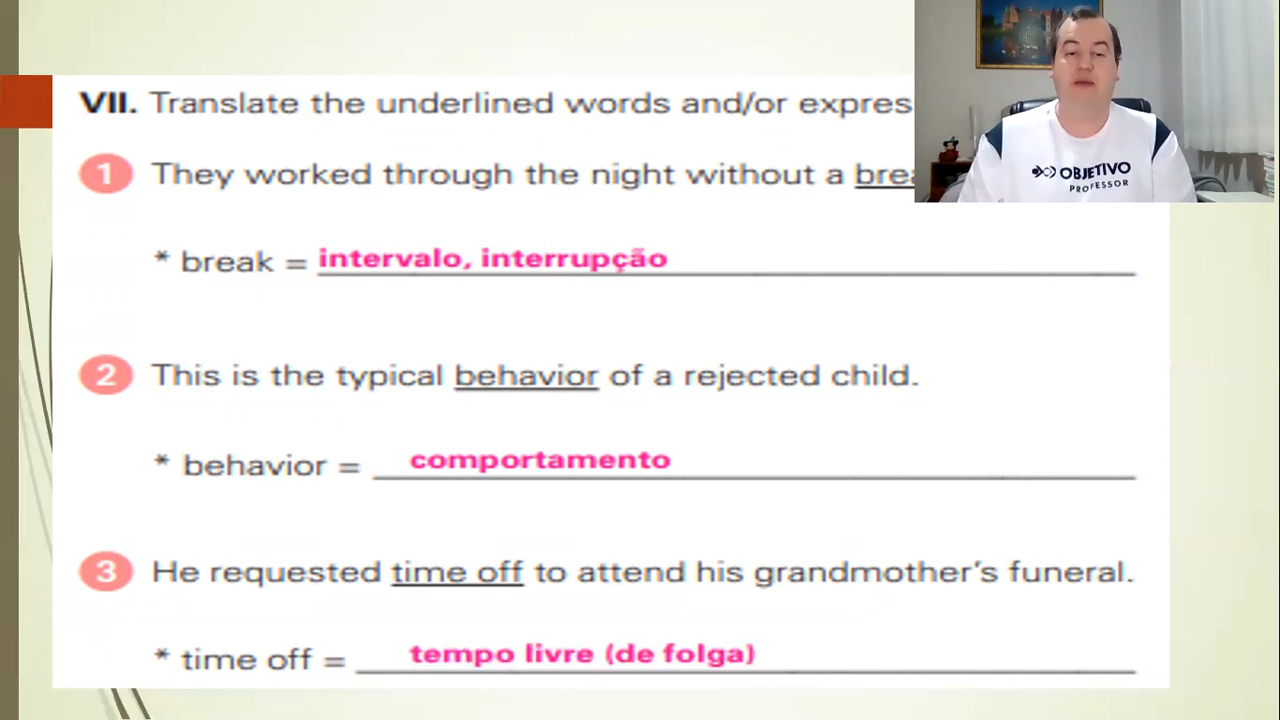 VII. Translate the underlined words and/or expres
1 They worked through the night without a brea
* break = intervalo, interrupção
2 This is the typical behavior of a rejected child.
* behavior = comportamento
3 He requested time off to attend his grandmother's funeral.
* time off = tempo livre (de folga)
OBJETIVO
PROFESSOR